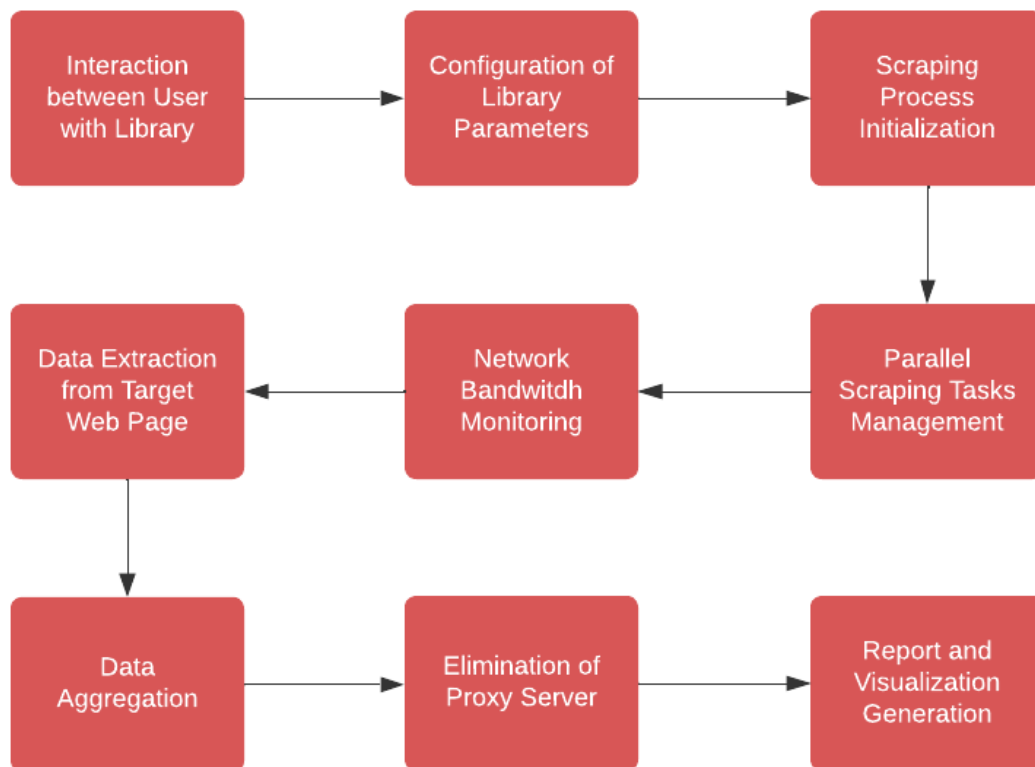 Interaction
between User
with Library
Configuration of
Library
Parameters
Scraping
Process
Initialization
Parallel
Scraping Tasks
Management
Network
Bandwitdh
Monitoring
Data Extraction
from Target
Web Page
Data
Aggregation
Elimination of
Proxy Server
Report and
Visualization
Generation